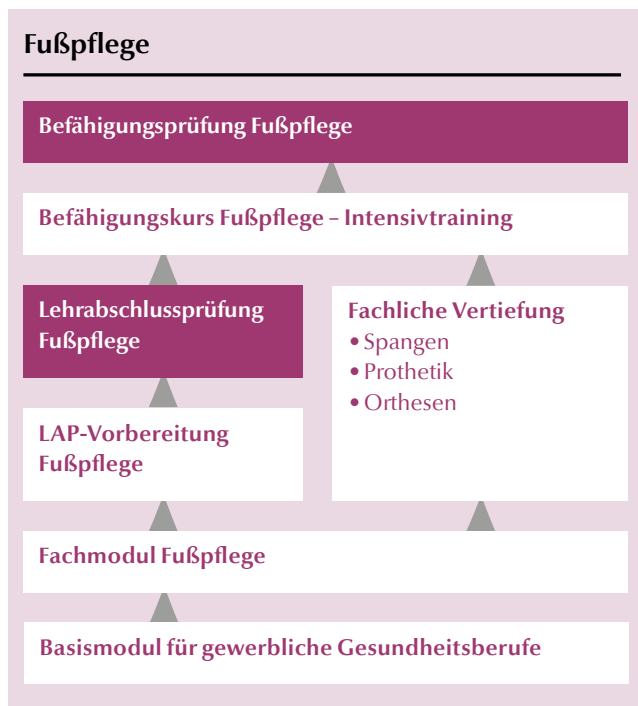 Fußpflege
Befähigungsprüfung Fußpflege
Befähigungskurs Fußpflege – Intensivtraining
Lehrabschlussprüfung
Fußpflege
Fachliche Vertiefung
• Spangen
• Prothetik
• Orthesen
LAP-Vorbereitung
Fußpflege
Fachmodul Fußpflege
Basismodul für gewerbliche Gesundheitsberufe